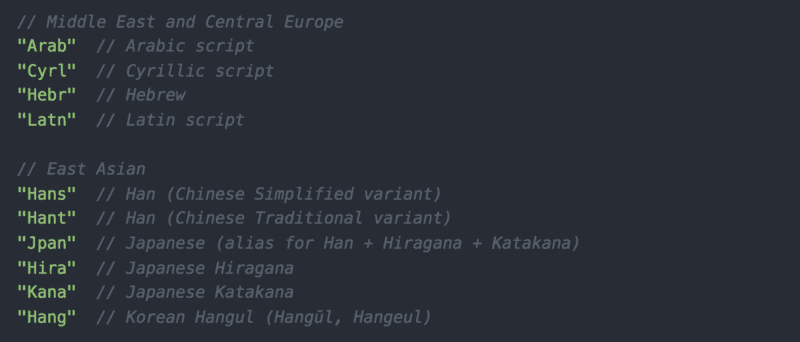 // Middle East and Central Europe
"Arab"  // Arabic script
"Cyrl"  // Cyrillic script
"Hebr"  // Hebrew
"Latn"  // Latin script
// East Asian
"Hans"  // Han (Chinese Simplified variant)
"Hant"  // Han (Chinese Traditional variant)
"Jpan"  // Japanese (alias for Han + Hiragana + Katakana)
"Hira"  // Japanese Hiragana
"Kana"  // Japanese Katakana
"Hang"  // Korean Hangul (Hangŭl, Hangeul)